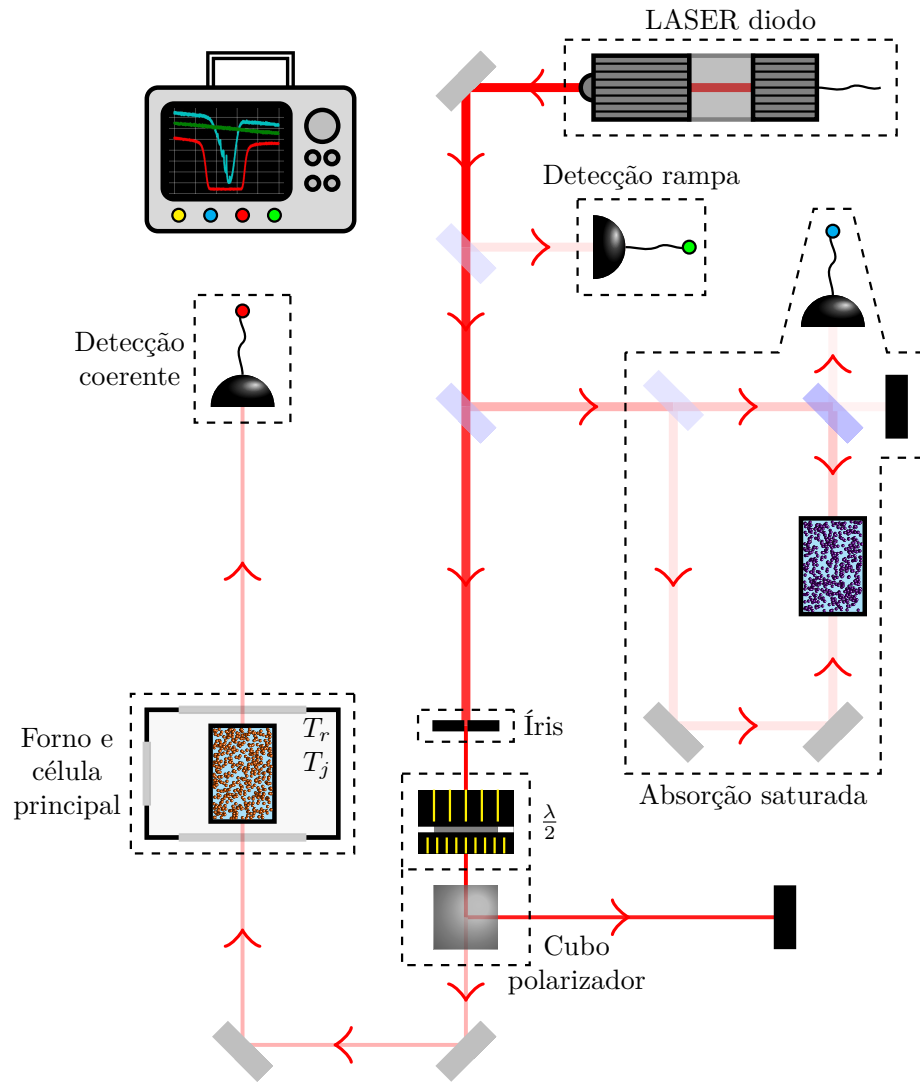 LASER diodo
Detecção rampa
Detecção
coerente
Íris
Forno e
célula
principal
T_r
T_j
Absorção saturada
λ/2
Cubo
polarizador